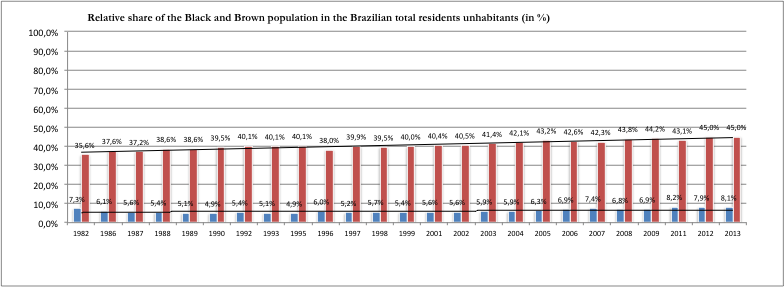 Relative share of the Black and Brown population in the Brazilian total residents unhabitants (in %)
100,0%
90,0%
80,0%
70,0%
60,0%
50,0%
40,0%
30,0%
20,0%
10,0%
0,0%
35,6% 37,6% 37,2% 38,6% 38,6% 39,5% 40,1% 40,1% 40,1% 38,0% 39,9% 39,5% 40,0% 40,4% 40,5% 41,4% 42,1% 43,2% 42,6% 42,3% 43,8% 44,2% 43,1% 45,0% 45,0%
7,3% 6,1% 5,6% 5,4% 5,1% 4,9% 5,4% 5,1% 4,9% 6,0% 5,2% 5,7% 5,4% 5,6% 5,6% 5,9% 5,9% 6,3% 6,9% 7,4% 6,8% 6,9% 8,2% 7,9% 8,1%
1982 1986 1987 1988 1989 1990 1992 1993 1995 1996 1997 1998 1999 2001 2002 2003 2004 2005 2006 2007 2008 2009 2011 2012 2013